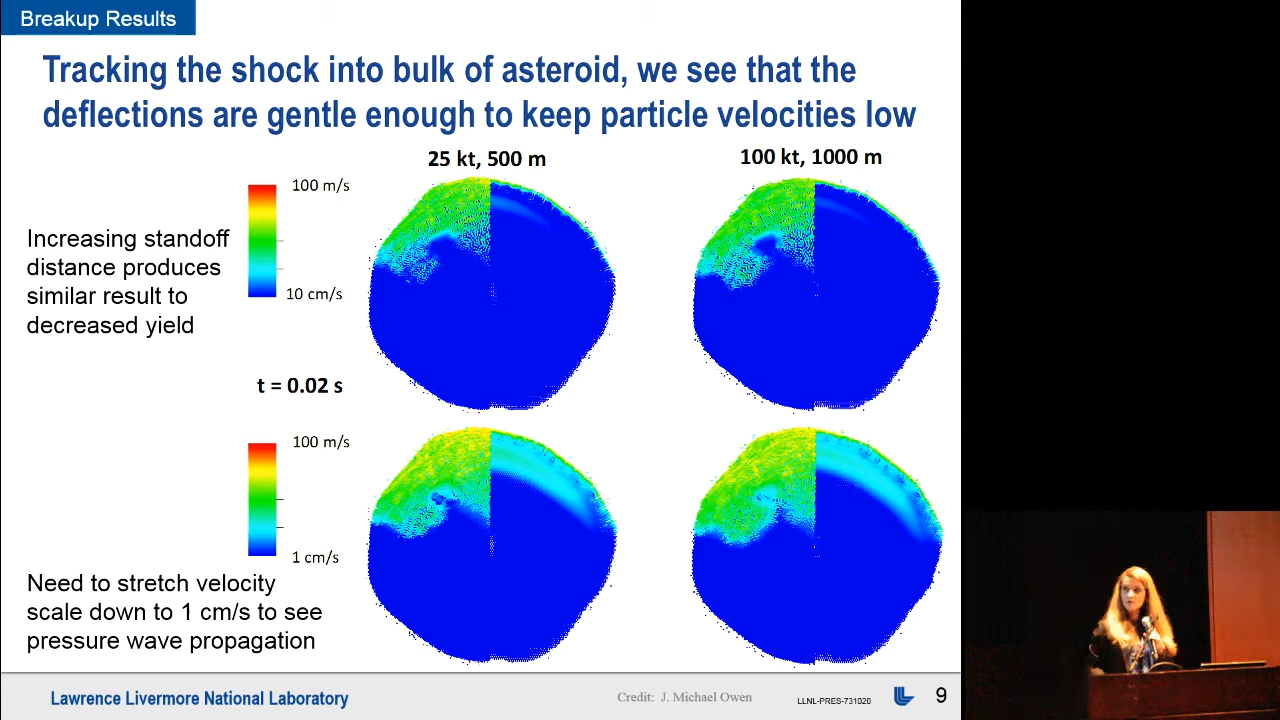 Breakup Results
Tracking the shock into bulk of asteroid, we see that the
deflections are gentle enough to keep particle velocities low
25 kt, 500 m
100 kt, 1000 m
100 m/s
10 cm/s
Increasing standoff
distance produces
similar result to
decreased yield
t = 0.02 s
100 m/s
1 cm/s
Need to stretch velocity
scale down to 1 cm/s to see
pressure wave propagation
Lawrence Livermore National Laboratory
Credit: J. Michael Owen
LLNL-PRES-731020
9